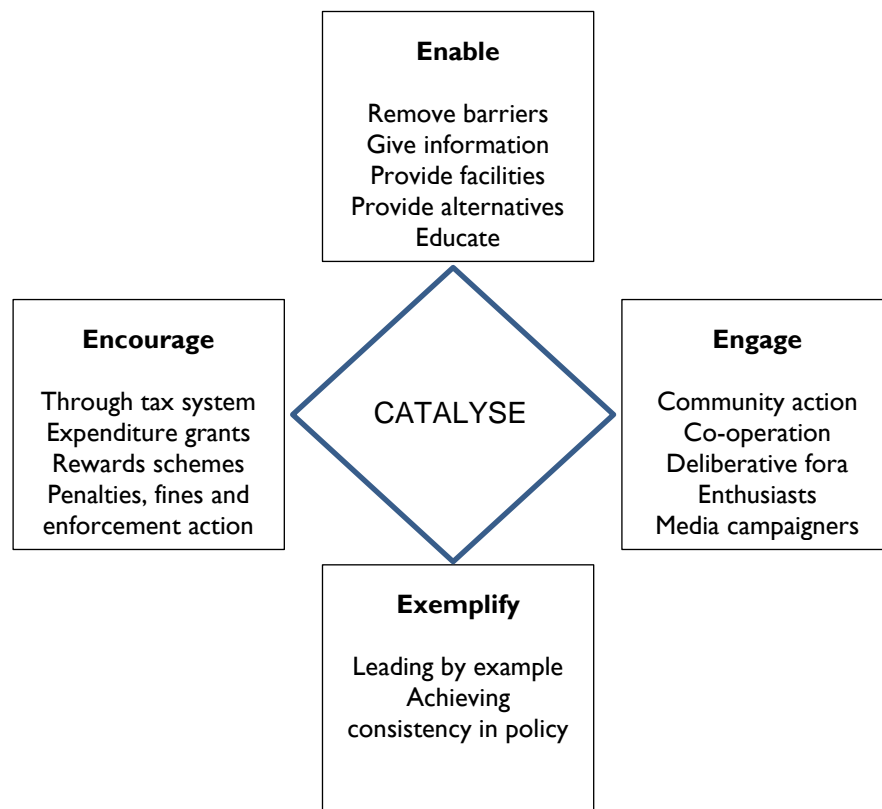 Enable
Remove barriers
Give information
Provide facilities
Provide alternatives
Educate
Encourage
Through tax system
Expenditure grants
Rewards schemes
Penalties, fines and
enforcement action
CATALYSE
Engage
Community action
Co-operation
Deliberative fora
Enthusiasts
Media campaigners
Exemplify
Leading by example
Achieving
consistency in policy